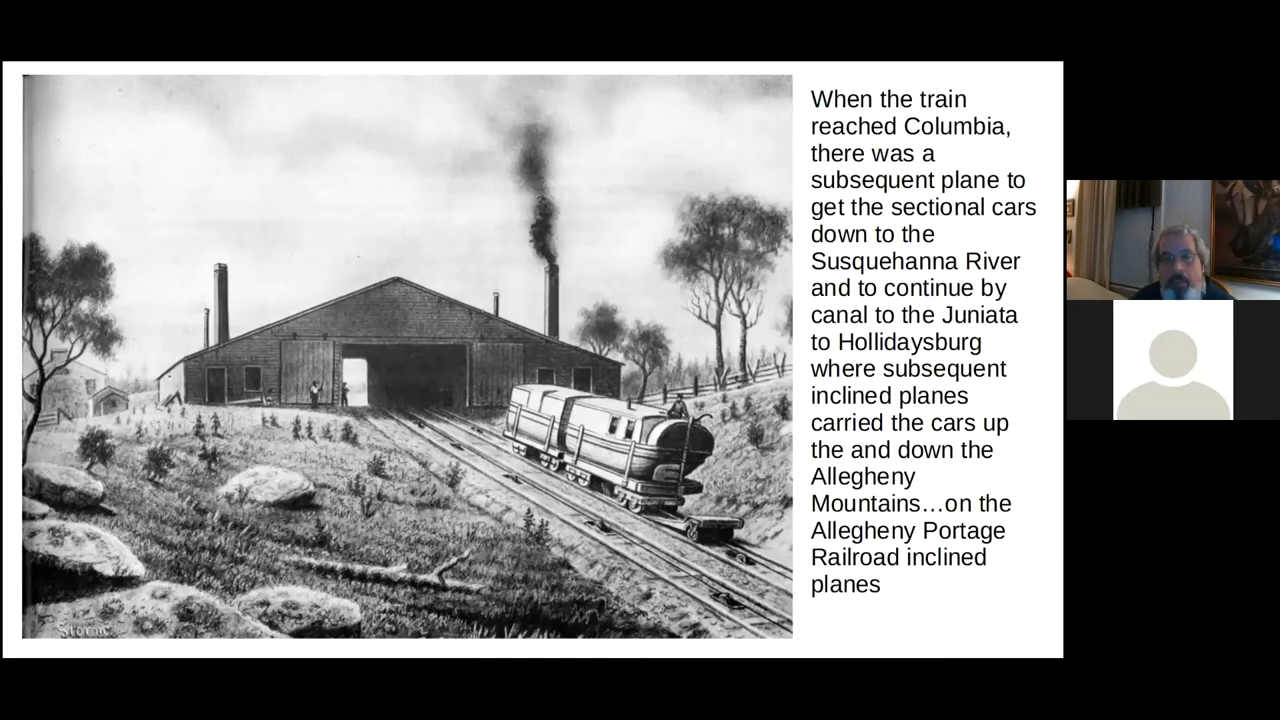 When the train
reached Columbia,
there was a
subsequent plane to
get the sectional cars
down to the
Susquehanna River
and to continue by
canal to the Juniata
to Hollidaysburg
where subsequent
inclined planes
carried the cars up
the and down the
Allegheny
Mountains…on the
Allegheny Portage
Railroad inclined
planes
Storm